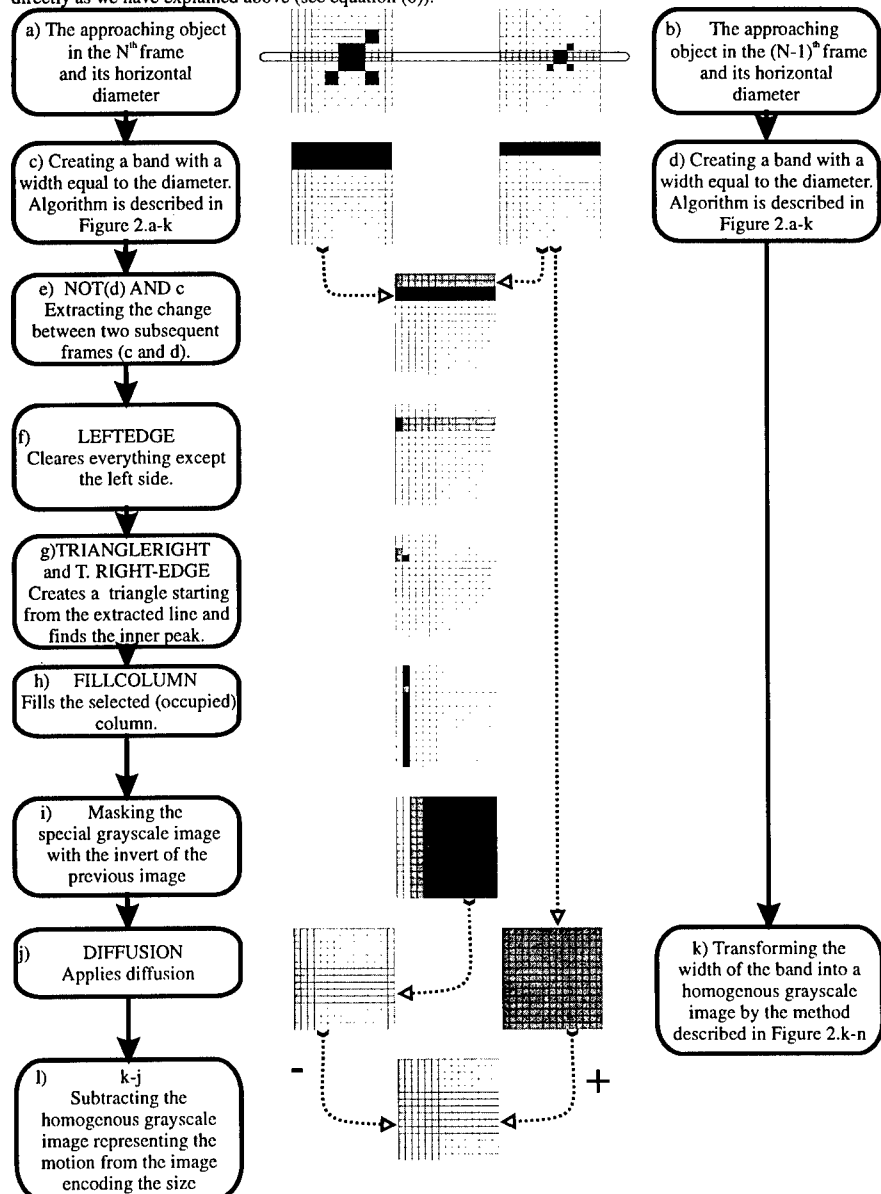 directly as we have explained above (see equation (6)).
a) The approaching object
in the Nth frame
and its horizontal
diameter
b) The approaching
object in the (N-1)th frame
and its horizontal
diameter
c) Creating a band with a
width equal to the diameter.
Algorithm is described in
Figure 2.a-k
d) Creating a band with a
width equal to the diameter.
Algorithm is described in
Figure 2.a-k
e) NOT(d) AND c
Extracting the change
between two subsequent
frames (c and d).
f) LEFTEDGE
Cleares everything except
the left side.
g)TRIANGLERIGHT
and T. RIGHT-EDGE
Creates a triangle starting
from the extracted line and
finds the inner peak.
h) FILLCOLUMN
Fills the selected (occupied)
column.
i) Masking the
special grayscale image
with the invert of the
previous image
j) DIFFUSION
Applies diffusion
k) Transforming the
width of the band into a
homogenous grayscale
image by the method
described in Figure 2.k-n
- +
l) k-j
Subtracting the
homogenous grayscale
image representing the
motion from the image
encoding the size